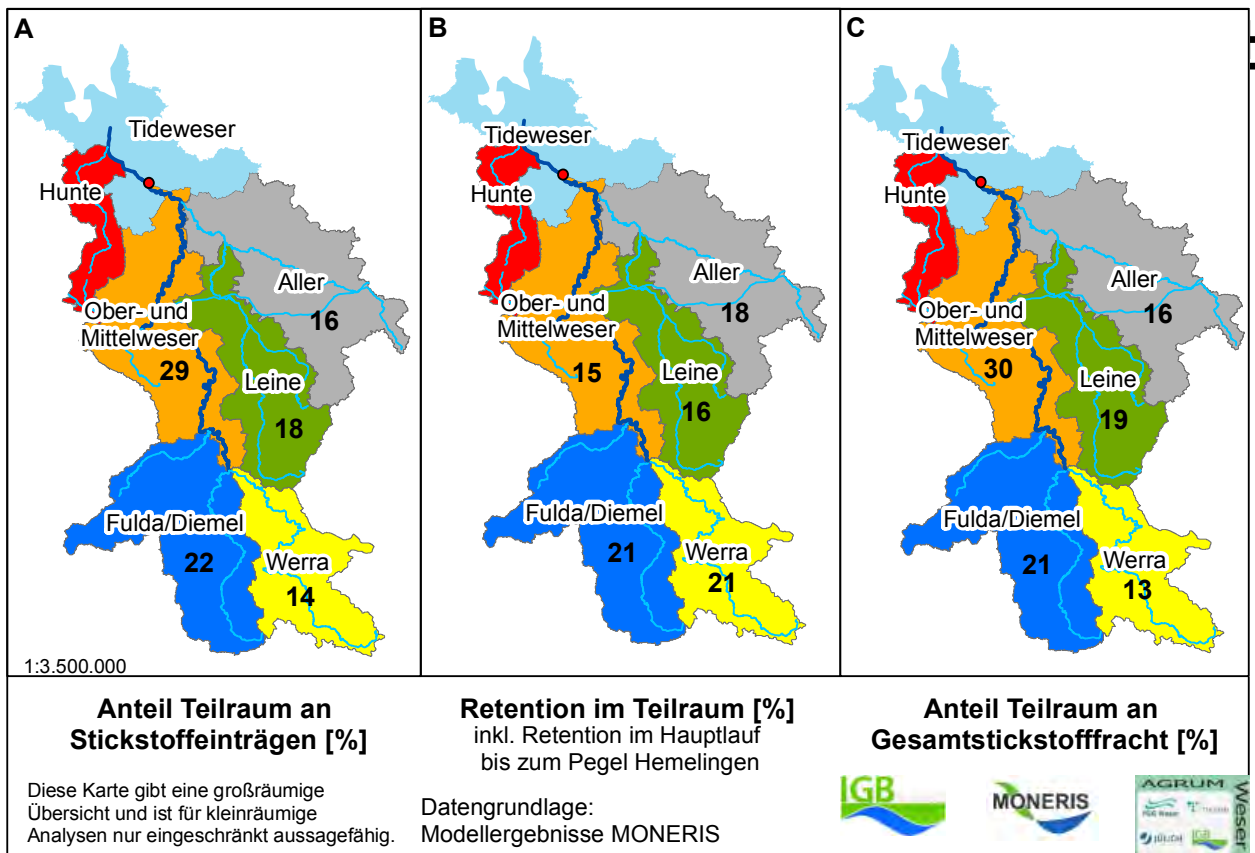 A
Tideweser
Hunte
Aller
16
Ober- und
Mittelweser
29
Leine
18
Fulda/Diemel
22
Werra
14
1:3.500.000
B
Tideweser
Hunte
Aller
18
Ober- und
Mittelweser
15
Leine
16
Fulda/Diemel
21
Werra
21
C
Tideweser
Hunte
Aller
16
Ober- und
Mittelweser
30
Leine
19
Fulda/Diemel
21
Werra
13
Anteil Teilraum an
Stickstoffeinträgen [%]
Diese Karte gibt eine großräumige
Übersicht und ist für kleinräumige
Analysen nur eingeschränkt aussagefähig.
Retention im Teilraum [%]
inkl. Retention im Hauptlauf
bis zum Pegel Hemelingen
Datengrundlage:
Modellergebnisse MONERIS
Anteil Teilraum an
Gesamtstickstofffracht [%]
IGB
MONERIS
AGRUM
Weser
JÜLICH
IGB